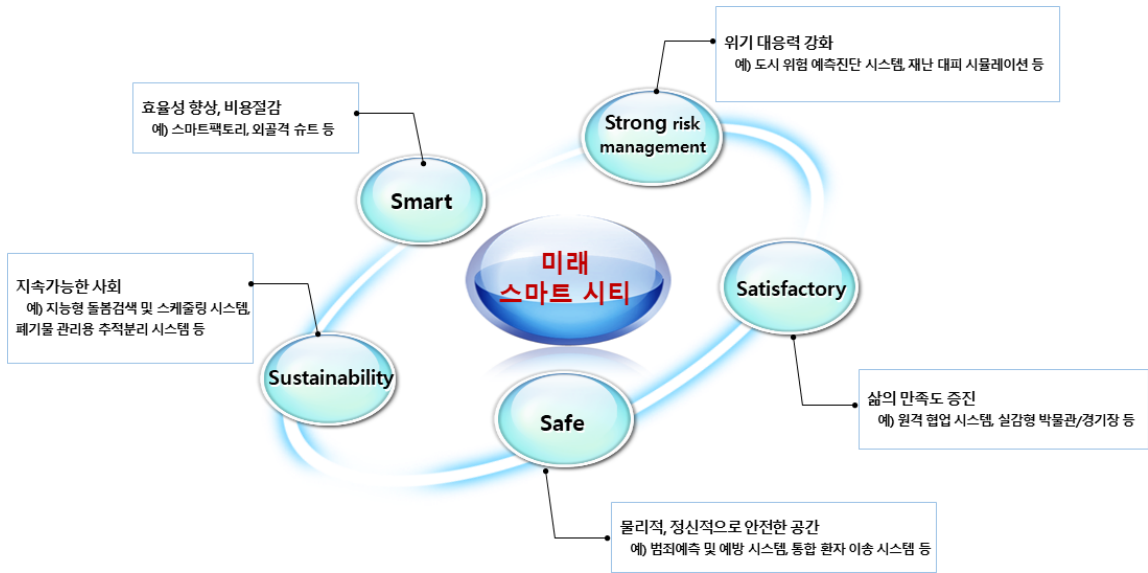 위기 대응력 강화
예) 도시 위험 예측진단 시스템, 재난 대피 시뮬레이션 등
효율성 향상, 비용절감
예) 스마트팩토리, 외골격 슈트 등
Strong risk
management
Smart
미래
스마트 시티
지속가능한 사회
예) 지능형 돌봄검색 및 스케줄링 시스템,
폐기물 관리용 추적분리 시스템 등
Satisfactory
Sustainability
Safe
삶의 만족도 증진
예) 원격 협업 시스템, 실감형 박물관/경기장 등
물리적, 정신적으로 안전한 공간
예) 범죄예측 및 예방 시스템, 통합 환자 이송 시스템 등